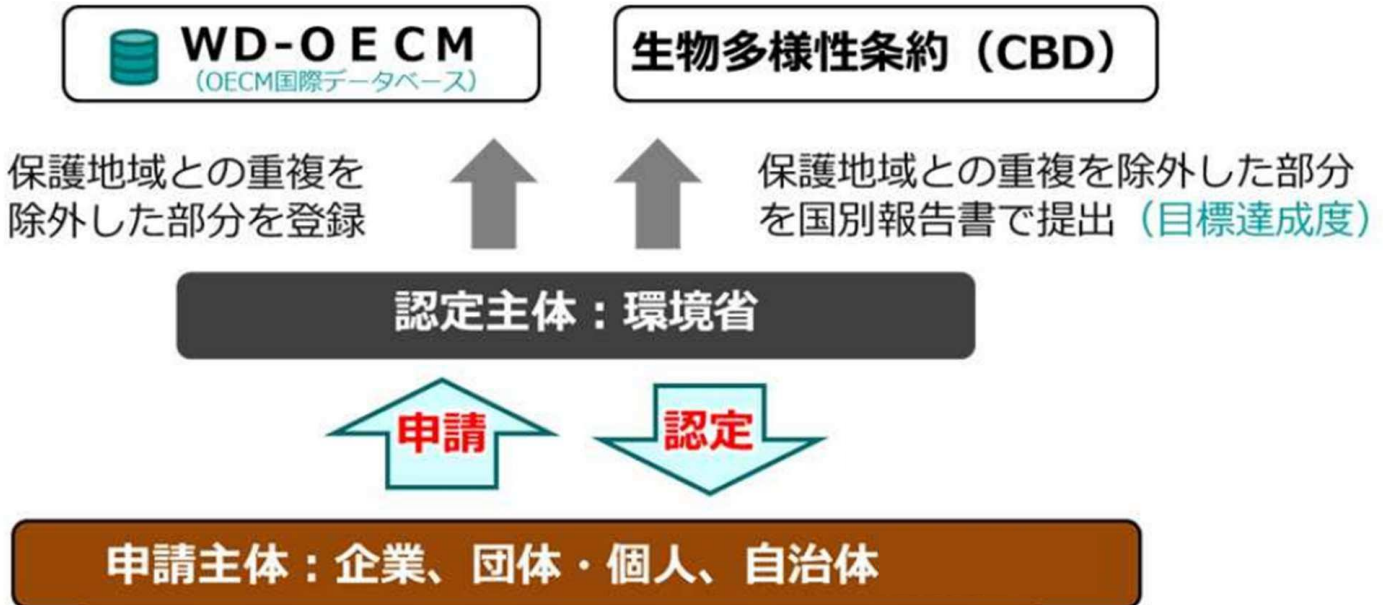 WD-OECM
(OECM国際データベース)
生物多様性条約（CBD）
保護地域との重複を
除外した部分を登録
保護地域との重複を除外した部分
を国別報告書で提出（目標達成度）
認定主体：環境省
申請
認定
申請主体：企業、団体・個人、自治体